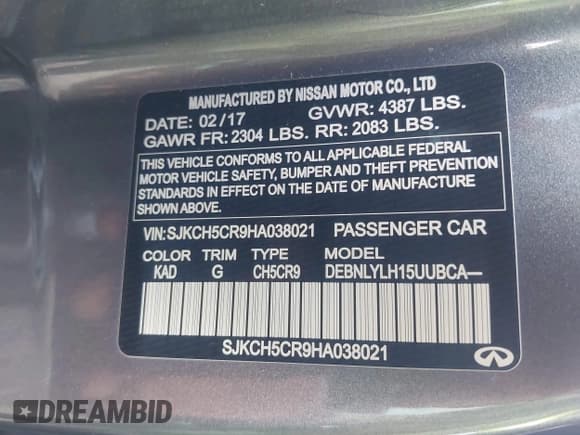 MANUFACTURED BY NISSAN MOTOR CO., LTD
DATE: 02 / 17 GVWR: 4387 LBS.
GAWR FR: 2304 LBS. RR: 2083 LBS.
THIS VEHICLE CONFORMS TO ALL APPLICABLE FEDERAL
MOTOR VEHICLE SAFETY, BUMPER AND THEFT PREVENTION
STANDARDS IN EFFECT ON THE DATE OF MANUFACTURE
SHOWN ABOVE.
VIN: SJKCH5CR9HA038021 PASSENGER CAR
COLOR TRIM TYPE MODEL
KAD G CH5CR9 DEBNLYLH15UUBCA—
SJKCH5CR9HA038021
DREAMBID